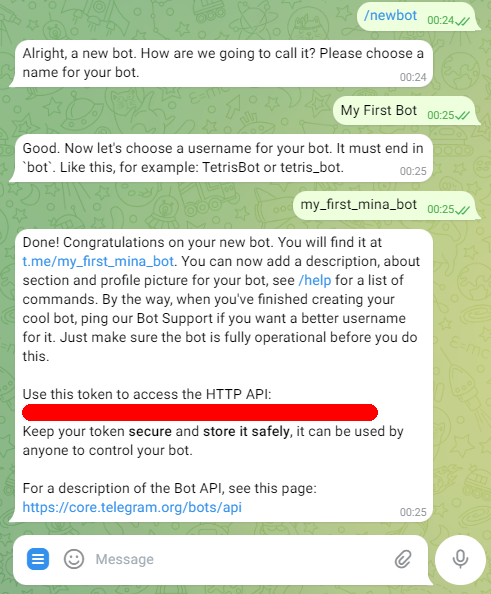 /newbot 00:24
Alright, a new bot. How are we going to call it? Please choose a
name for your bot. 00:24
My First Bot 00:25
Good. Now let's choose a username for your bot. It must end in
`bot`. Like this, for example: TetrisBot or tetris_bot. 00:25
my_first_mina_bot 00:25
Done! Congratulations on your new bot. You will find it at
t.me/my_first_mina_bot. You can now add a description, about
section and profile picture for your bot, see /help for a list of
commands. By the way, when you've finished creating your
cool bot, ping our Bot Support if you want a better username
for it. Just make sure the bot is fully operational before you do
this.
Use this token to access the HTTP API:
Keep your token secure and store it safely, it can be used by
anyone to control your bot.
For a description of the Bot API, see this page:
https://core.telegram.org/bots/api 00:25
Message